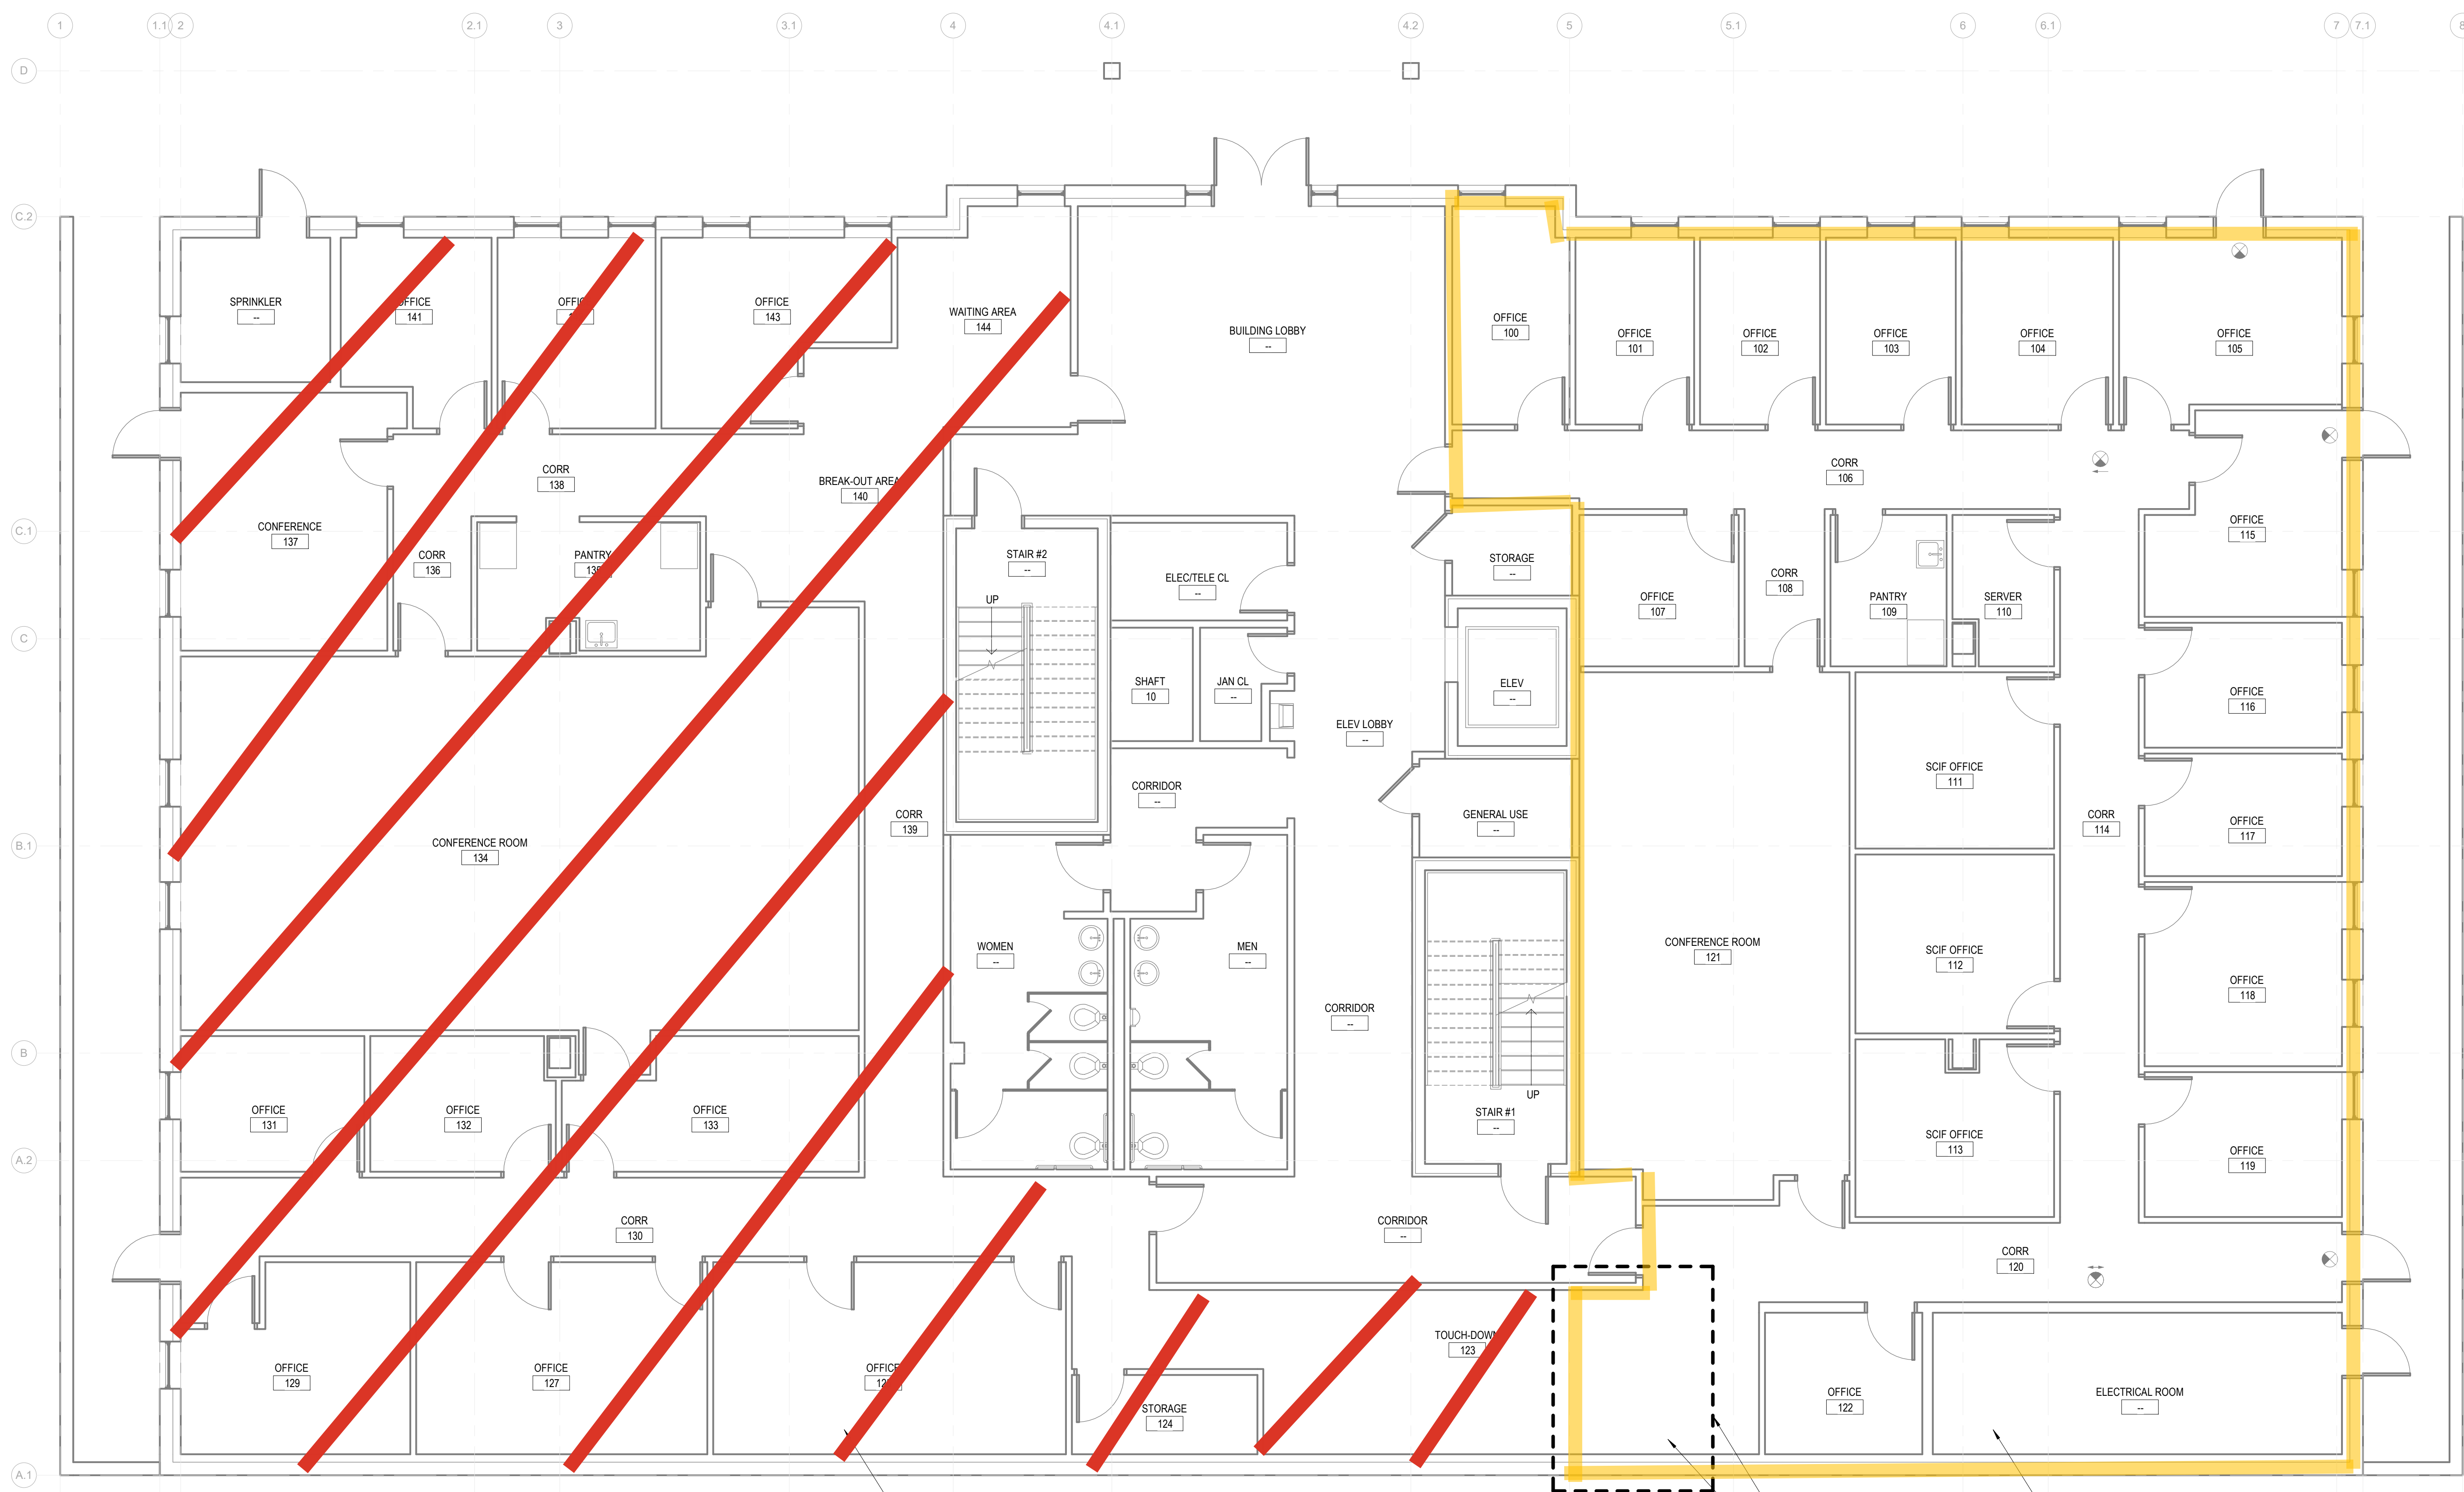 1
1.1
2
2.1
3
3.1
4
4.1
4.2
5
5.1
6
6.1
7
7.1
8
D
C.2
C.1
C
B.1
B
A.2
A.1
SPRINKLER
--
OFFICE
141
OFFICE
OFFICE
143
WAITING AREA
144
BUILDING LOBBY
--
OFFICE
100
OFFICE
101
OFFICE
102
OFFICE
103
OFFICE
104
OFFICE
105
CONFERENCE
137
CORR
138
BREAK-OUT AREA
140
CORR
136
PANTRY
135
STAIR #2
--
UP
ELEC/TELE CL
--
SHAFT
10
JAN CL
--
STORAGE
--
ELEV
--
ELEV LOBBY
--
CORR
106
OFFICE
107
CORR
108
PANTRY
109
SERVER
110
OFFICE
115
OFFICE
116
CONFERENCE ROOM
134
CORR
139
CORRIDOR
--
GENERAL USE
--
SCIF OFFICE
111
CORR
114
OFFICE
117
WOMEN
--
MEN
--
CORRIDOR
--
CONFERENCE ROOM
121
SCIF OFFICE
112
OFFICE
118
OFFICE
131
OFFICE
132
OFFICE
133
UP
STAIR #1
--
SCIF OFFICE
113
OFFICE
119
CORR
130
CORRIDOR
--
CORR
120
OFFICE
129
OFFICE
127
OFFICE
STORAGE
124
TOUCH-DOWN
123
OFFICE
122
ELECTRICAL ROOM
--